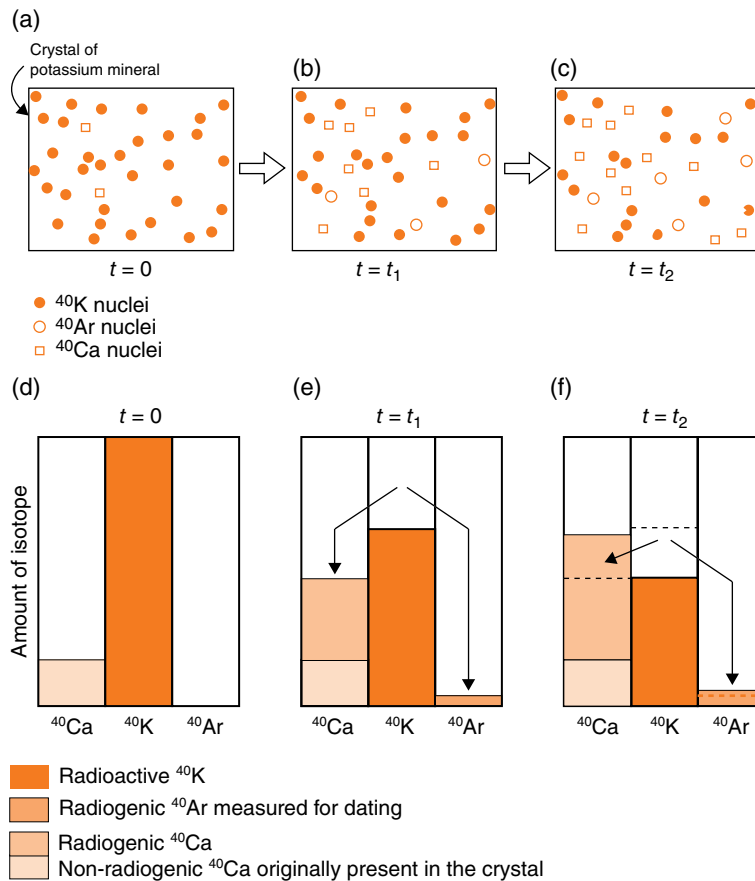 (a)
Crystal of
potassium mineral
(b)
(c)
t = 0
t = t₁
t = t₂
⁴⁰K nuclei
⁴⁰Ar nuclei
⁴⁰Ca nuclei
(d)
(e)
(f)
t = 0
t = t₁
t = t₂
Amount of isotope
⁴⁰Ca ⁴⁰K ⁴⁰Ar
⁴⁰Ca ⁴⁰K ⁴⁰Ar
⁴⁰Ca ⁴⁰K ⁴⁰Ar
Radioactive ⁴⁰K
Radiogenic ⁴⁰Ar measured for dating
Radiogenic ⁴⁰Ca
Non-radiogenic ⁴⁰Ca originally present in the crystal